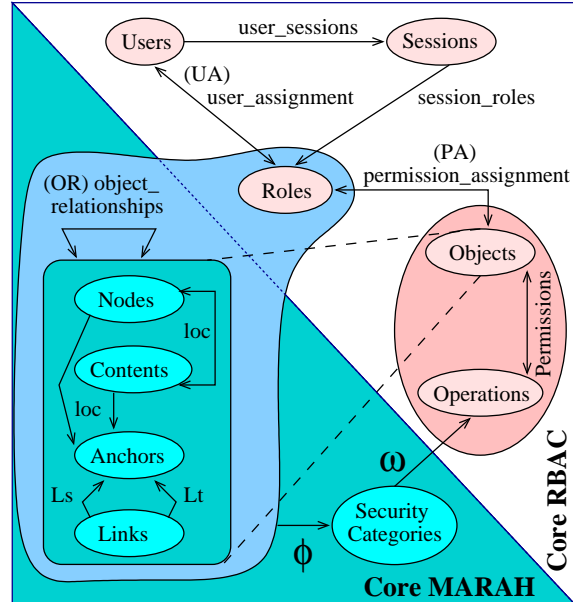 Users
user_sessions
Sessions
(UA)
user_assignment
session_roles
(PA)
permission_assignment
Roles
(OR) object_
relationships
Objects
Nodes
loc
Permissions
Contents
Operations
loc
Anchors
ω
Ls
Lt
Links
Security
Categories
ϕ
Core RBAC
Core MARAH